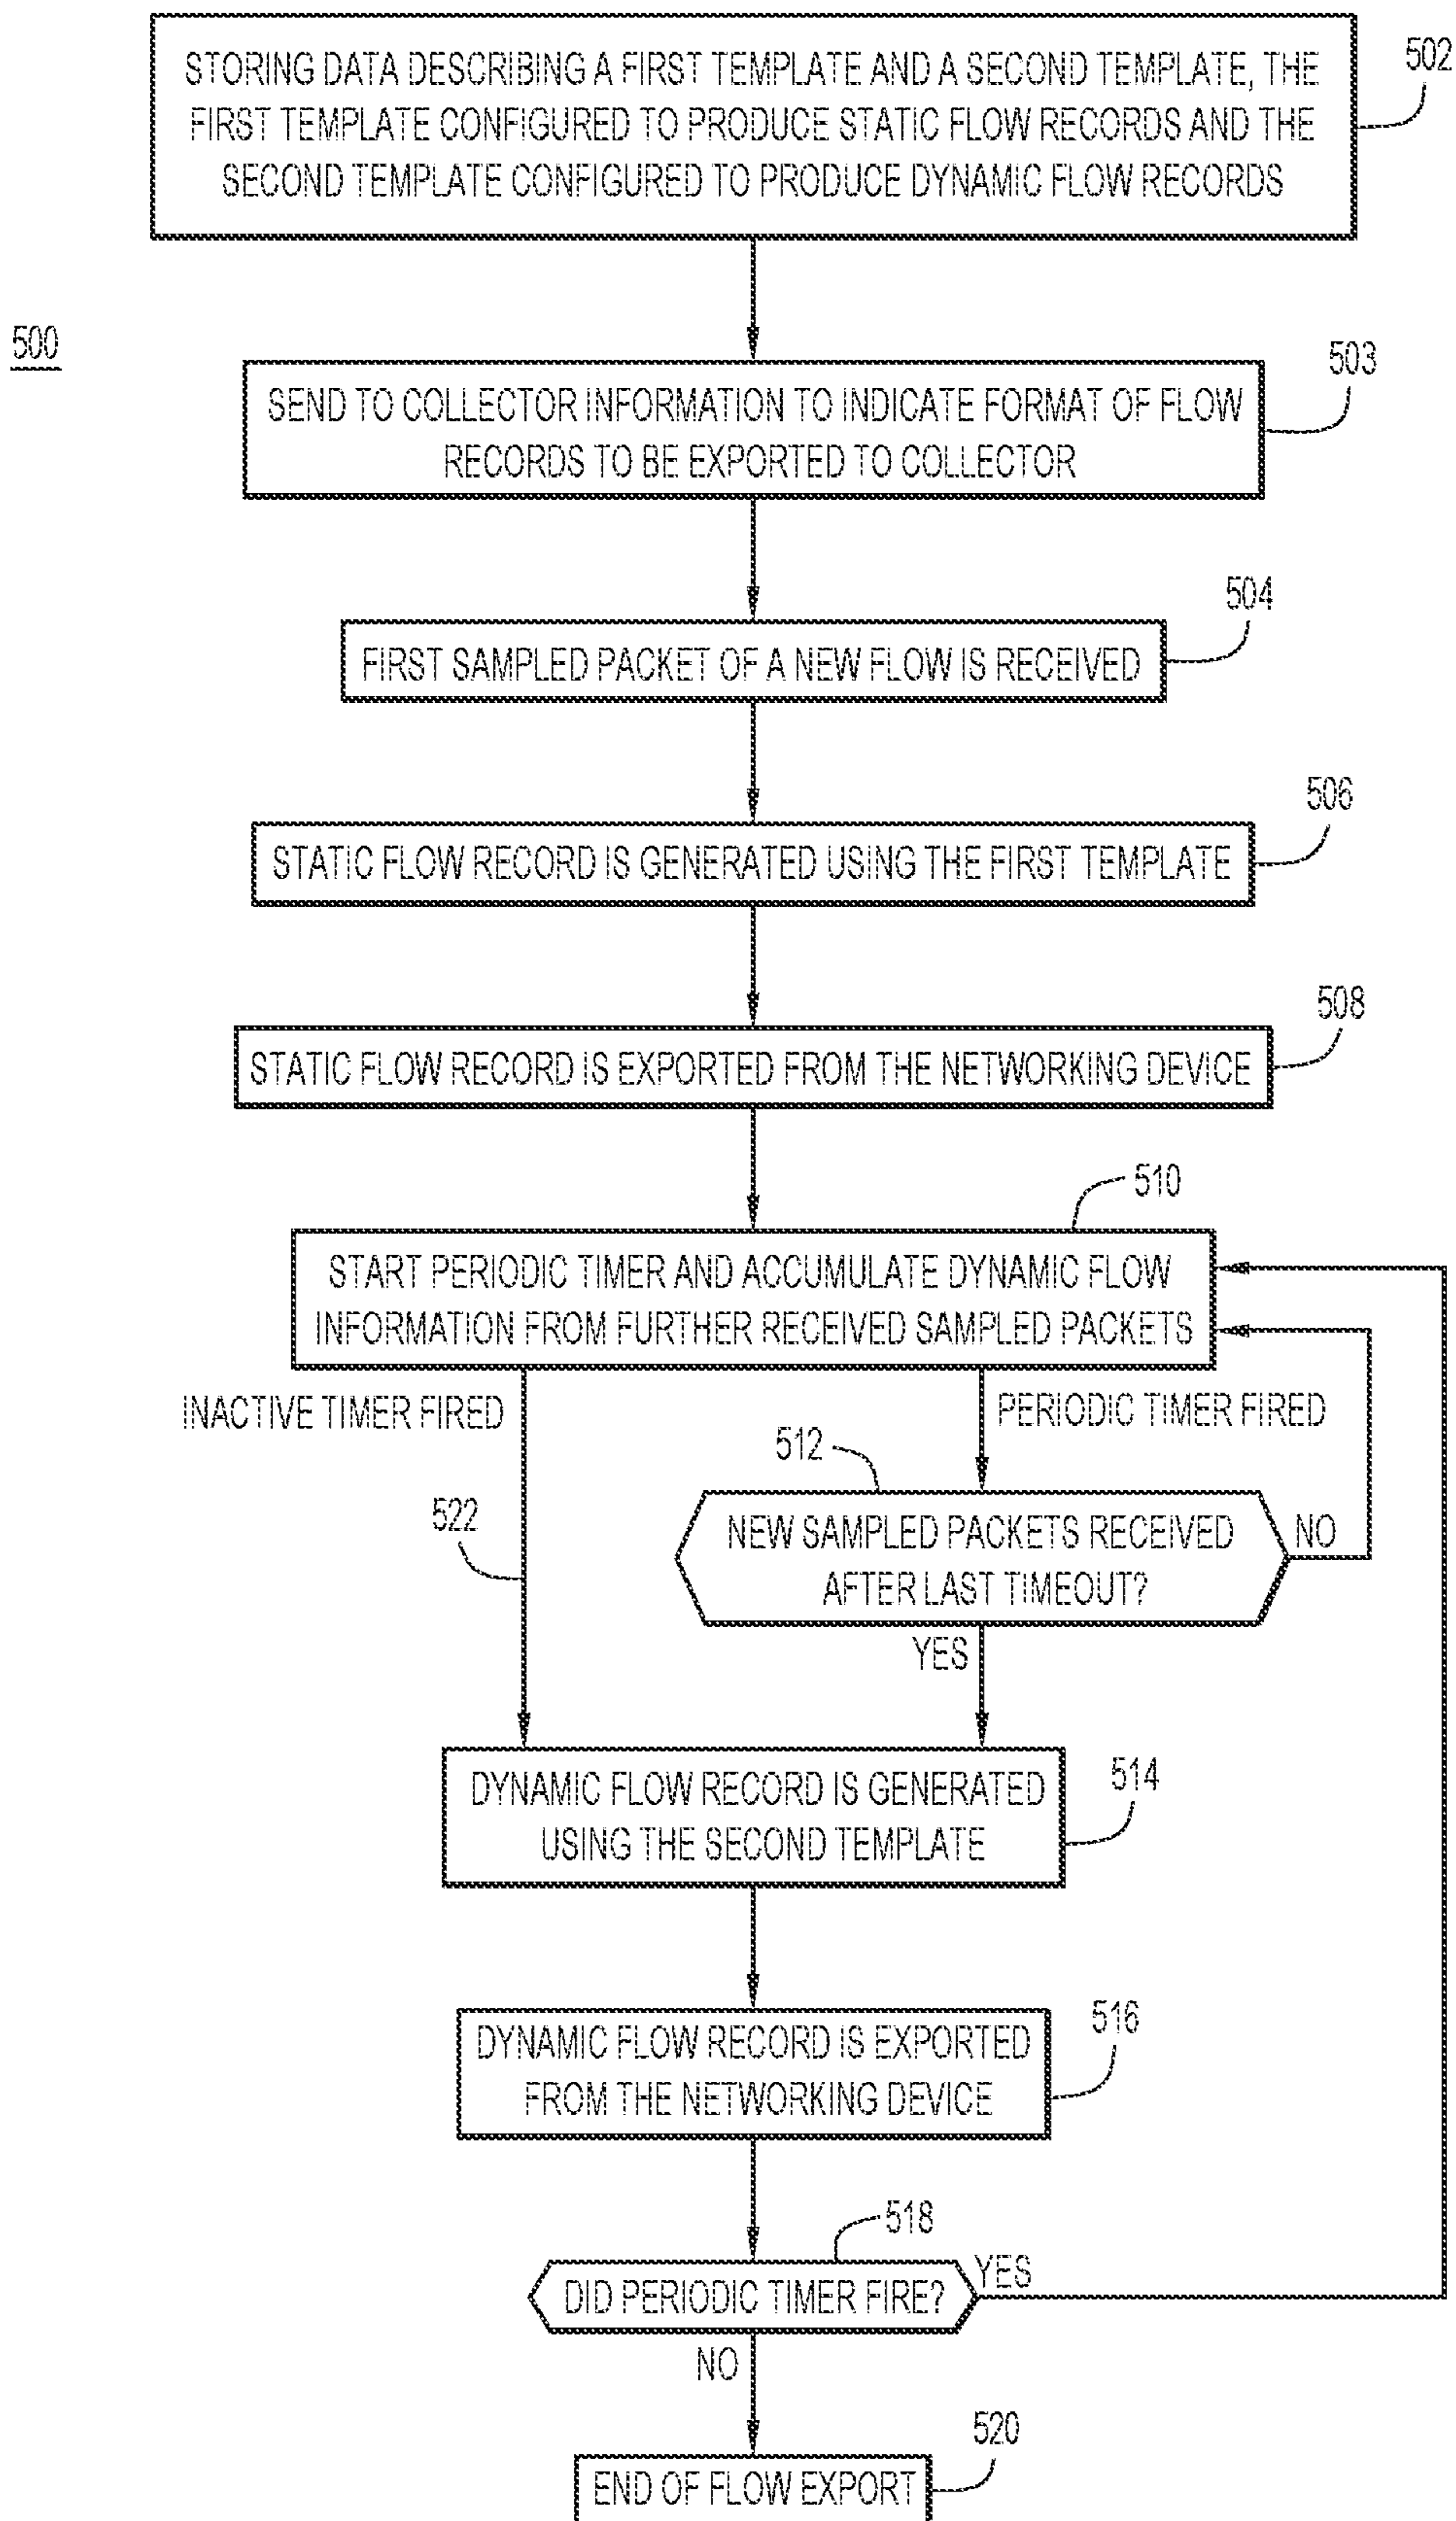 STORING DATA DESCRIBING A FIRST TEMPLATE AND A SECOND TEMPLATE, THE
FIRST TEMPLATE CONFIGURED TO PRODUCE STATIC FLOW RECORDS AND THE
SECOND TEMPLATE CONFIGURED TO PRODUCE DYNAMIC FLOW RECORDS
502
500
SEND TO COLLECTOR INFORMATION TO INDICATE FORMAT OF FLOW
RECORDS TO BE EXPORTED TO COLLECTOR
503
FIRST SAMPLED PACKET OF A NEW FLOW IS RECEIVED
504
STATIC FLOW RECORD IS GENERATED USING THE FIRST TEMPLATE
506
STATIC FLOW RECORD IS EXPORTED FROM THE NETWORKING DEVICE
508
510
START PERIODIC TIMER AND ACCUMULATE DYNAMIC FLOW
INFORMATION FROM FURTHER RECEIVED SAMPLED PACKETS
INACTIVE TIMER FIRED
PERIODIC TIMER FIRED
512
522
NEW SAMPLED PACKETS RECEIVED
AFTER LAST TIMEOUT?
NO
YES
DYNAMIC FLOW RECORD IS GENERATED
USING THE SECOND TEMPLATE
514
DYNAMIC FLOW RECORD IS EXPORTED
FROM THE NETWORKING DEVICE
516
518
DID PERIODIC TIMER FIRE?
YES
NO
520
END OF FLOW EXPORT